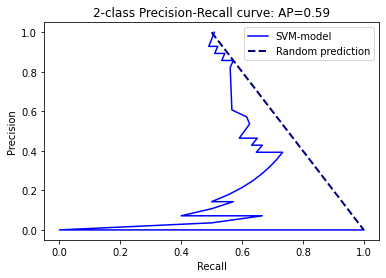 2-class Precision-Recall curve: AP=0.59
SVM-model
Random prediction
Precision
1.0
0.8
0.6
0.4
0.2
0.0
0.0 0.2 0.4 0.6 0.8 1.0
Recall